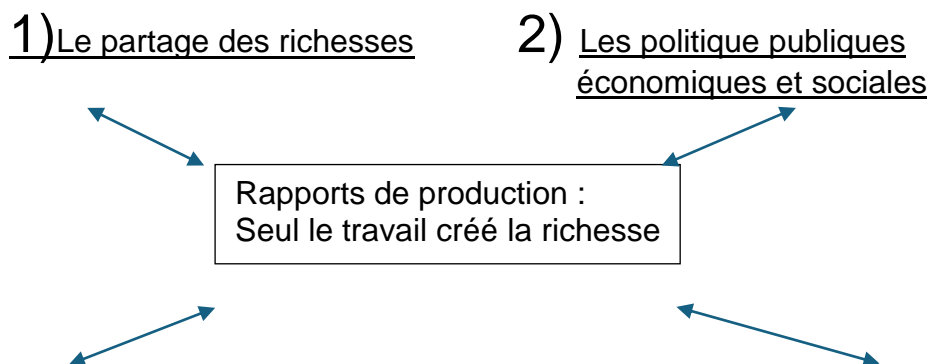 1)Le partage des richesses
2) Les politique publiques
économiques et sociales
Rapports de production :
Seul le travail créé la richesse